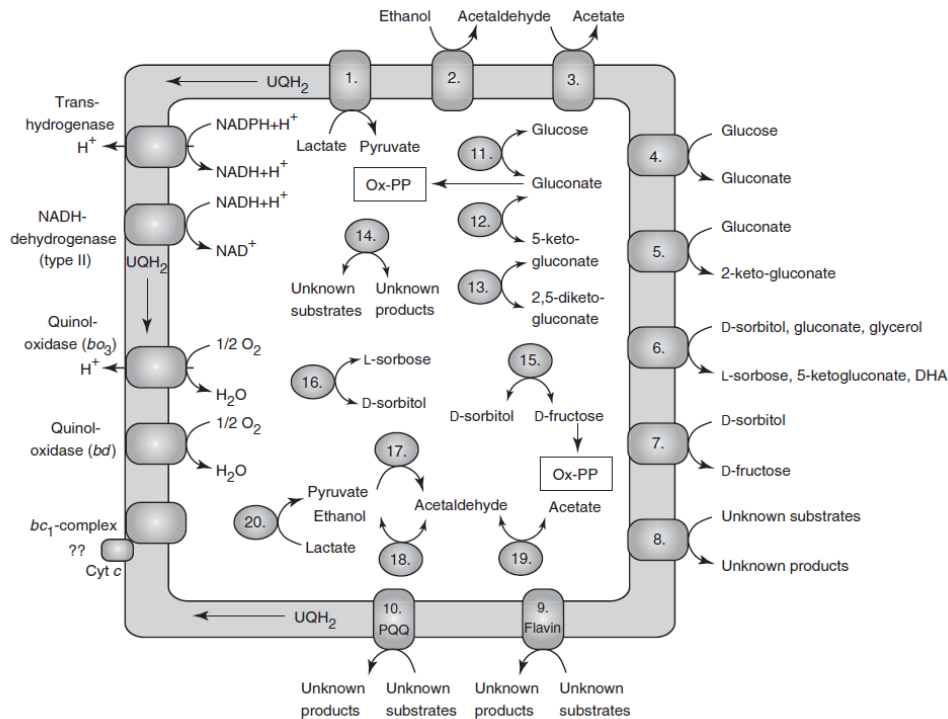 Ethanol Acetaldehyde Acetate
UQH2
1.
2.
3.
Trans-
hydrogenase
H+
NADPH+H+
NADH+H+
Lactate Pyruvate
Ox-PP
11.
Glucose
Gluconate
4.
Glucose
Gluconate
NADH-
dehydrogenase
(type II)
NADH+H+
NAD+
UQH2
14.
Unknown
substrates
Unknown
products
12.
5-keto-
gluconate
13.
2,5-diketo-
gluconate
5.
Gluconate
2-keto-gluconate
Quinol-
oxidase (bo3)
H+
1/2 O2
H2O
16.
L-sorbose
D-sorbitol
15.
D-sorbitol
D-fructose
Ox-PP
6.
D-sorbitol, gluconate, glycerol
L-sorbose, 5-ketogluconate, DHA
Quinol-
oxidase (bd)
1/2 O2
H2O
7.
D-sorbitol
D-fructose
bc1-complex
??
Cyt c
17.
Pyruvate
Ethanol
Acetaldehyde
Acetate
20.
Lactate
18.
19.
8.
Unknown substrates
Unknown products
UQH2
10.
PQQ
9.
Flavin
Unknown
products
Unknown
substrates
Unknown
products
Unknown
substrates